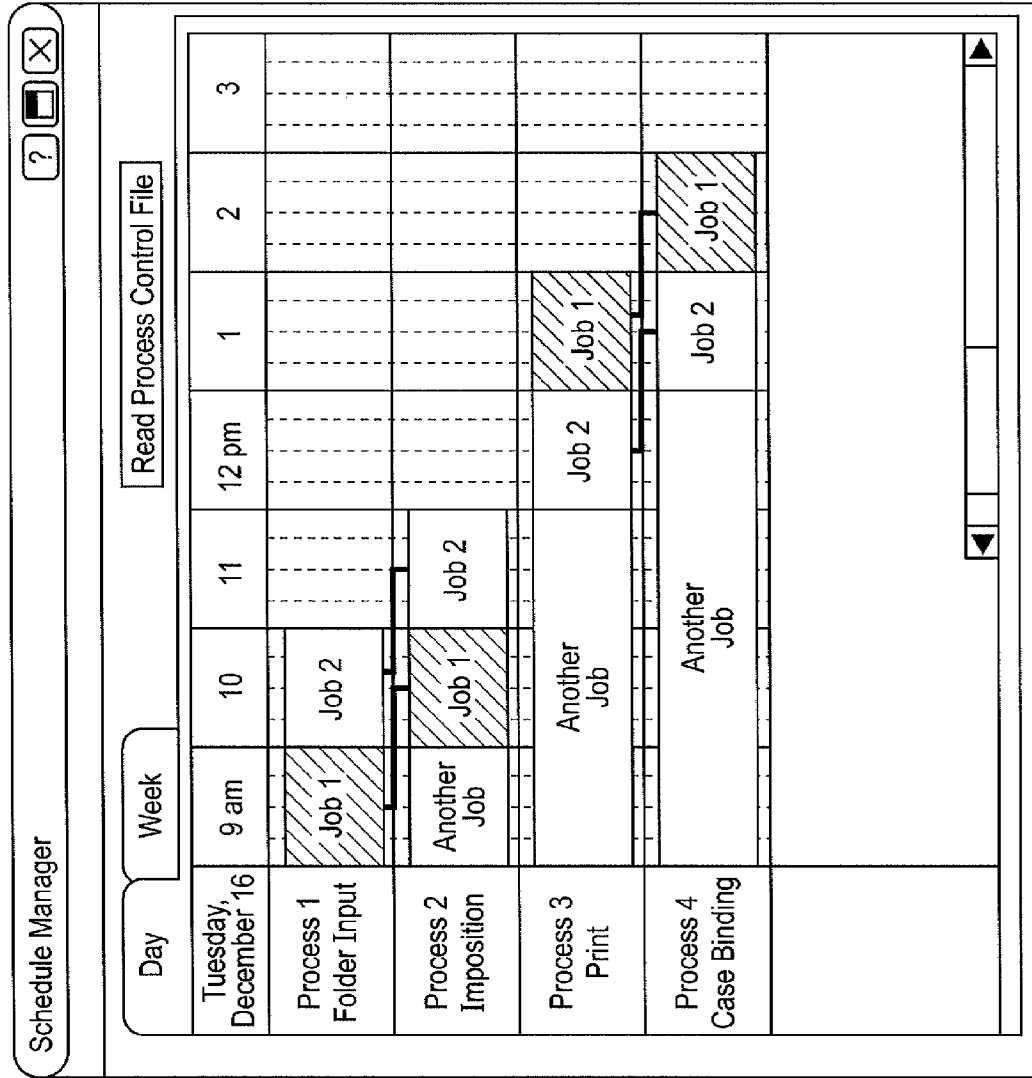 Schedule Manager
?
X
Day
Week
Read Process Control File
Tuesday,
December 16
9 am
10
11
12 pm
1
2
3
Process 1
Folder Input
Job 1
Job 2
Process 2
Imposition
Another
Job
Job 1
Job 2
Process 3
Print
Another
Job
Job 2
Job 1
Process 4
Case Binding
Another
Job
Job 2
Job 1